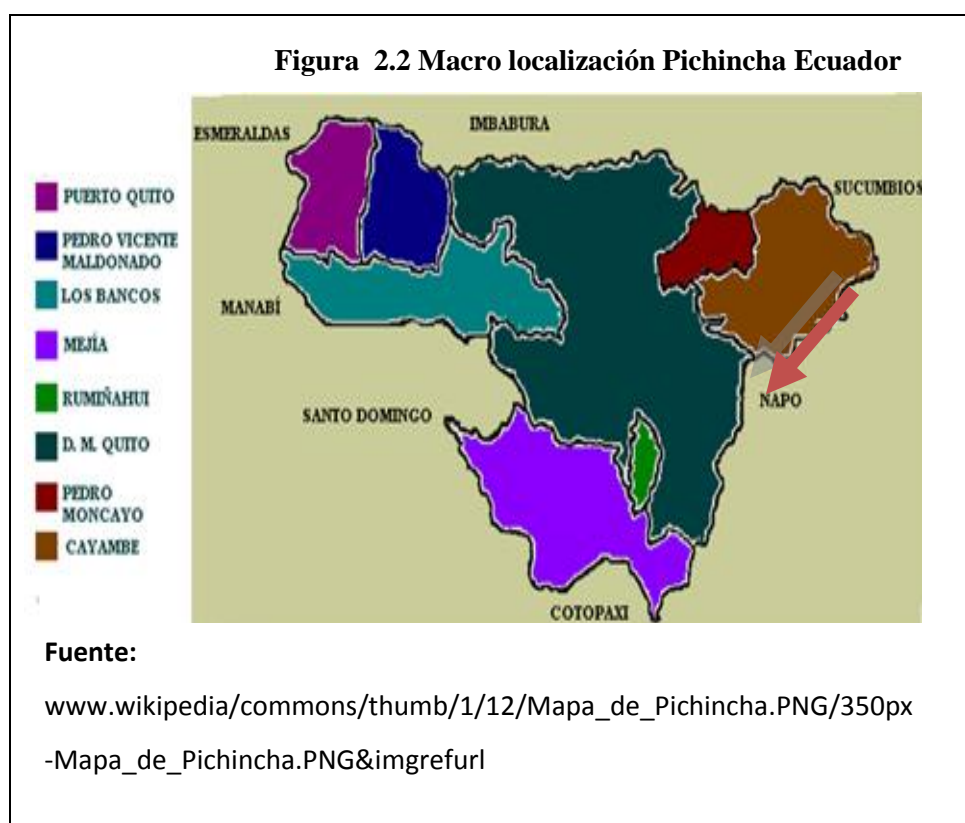 Figura 2.2 Macro localización Pichincha Ecuador
ESMERALDAS
IMBABURA
SUCUMBIOS
PUERTO QUITO
PEDRO VICENTE
MALDONADO
LOS BANCOS
MANABÍ
MEJÍA
RUMIÑAHUI
SANTO DOMINGO
NAPO
D. M. QUITO
PEDRO
MONCAYO
CAYAMBE
COTOPAXI
Fuente:
www.wikipedia/commons/thumb/1/12/Mapa_de_Pichincha.PNG/350px
-Mapa_de_Pichincha.PNG&imgrefurl